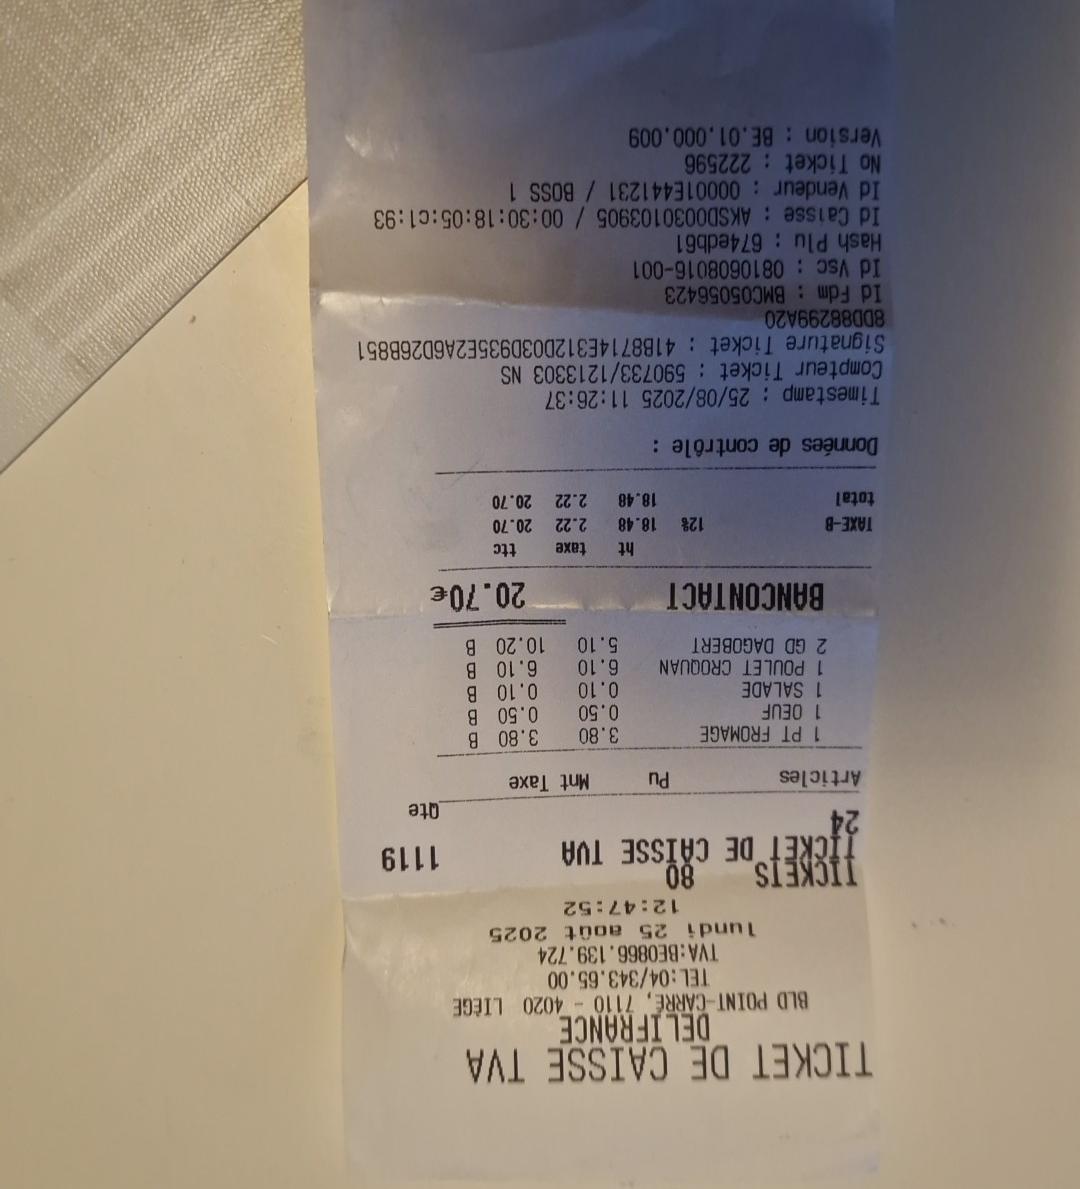 TICKET DE CAISSE TVA
DELIFRANCE
BLD POINT-CARRE, 7110 - 4020 LIEGE
TEL:04/343.65.00
TVA:BE0866.139.724
lundi 25 août 2025
12:47:52
TICKETS 80
TICKET DE CAISSE TVA 1119
24
Qte
Articles Pu Mnt Taxe
1 PT FROMAGE 3.80 3.80 B
1 OEUF 0.50 0.50 B
1 SALADE 0.10 0.10 B
1 POULET CROQUAN 6.10 6.10 B
2 GD DAGOBERT 5.10 10.20 B
BANCONTACT 20.70€
ht taxe ttc
TAXE-B 12% 18.48 2.22 20.70
total 18.48 2.22 20.70
Données de contrôle :
Timestamp : 25/08/2025 11:26:37
Compteur Ticket : 590733/1213303 NS
Signature Ticket : 41B8714E312D03D935E2A6D26B851
8DD88299A20
Id Fdm : BMC05056423
Id Vsc : 0810608016-001
Hash Plu : 674edb61
Id Caisse : AKSD0030103905 / 00:30:18:05:c1:93
Id Vendeur : 00001E441231 / BOSS 1
No Ticket : 222596
Version : BE.01.000.009